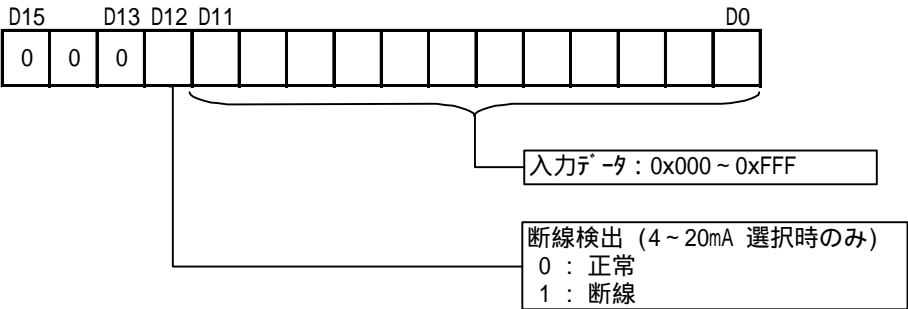 D15 D13 D12 D11 D0
0 0 0
入力ﾃﾞｰﾀ：0x000～0xFFF
断線検出 (4～20mA 選択時のみ)
0 : 正常
1 : 断線